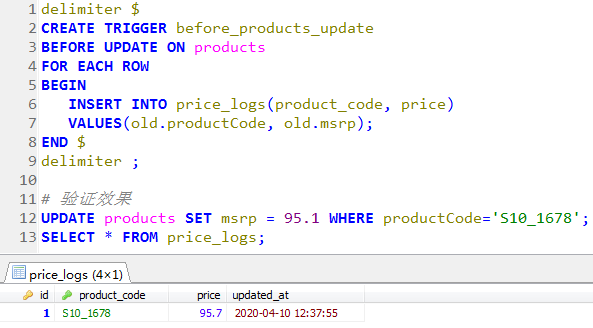 1 delimiter $
2 CREATE TRIGGER before_products_update
3 BEFORE UPDATE ON products
4 FOR EACH ROW
5 BEGIN
6 INSERT INTO price_logs(product_code, price)
7 VALUES(old.productCode, old.msrp);
8 END $
9 delimiter ;
10
11 # 验证效果
12 UPDATE products SET msrp = 95.1 WHERE productCode='S10_1678';
13 SELECT * FROM price_logs;
price_logs (4×1)
id product_code price updated_at
1 S10_1678 95.7 2020-04-10 12:37:55